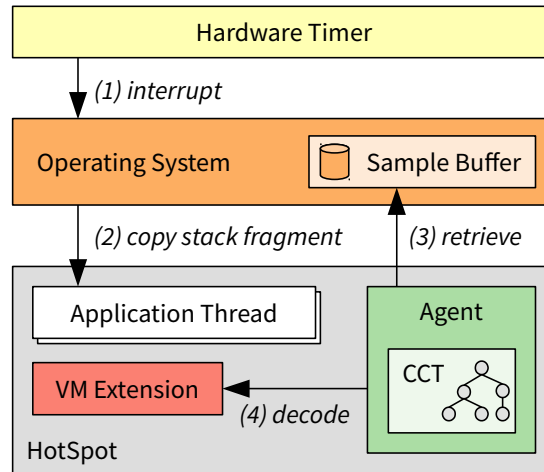 Hardware Timer
(1) interrupt
Operating System
Sample Buffer
(2) copy stack fragment
(3) retrieve
Application Thread
Agent
VM Extension
CCT
(4) decode
HotSpot